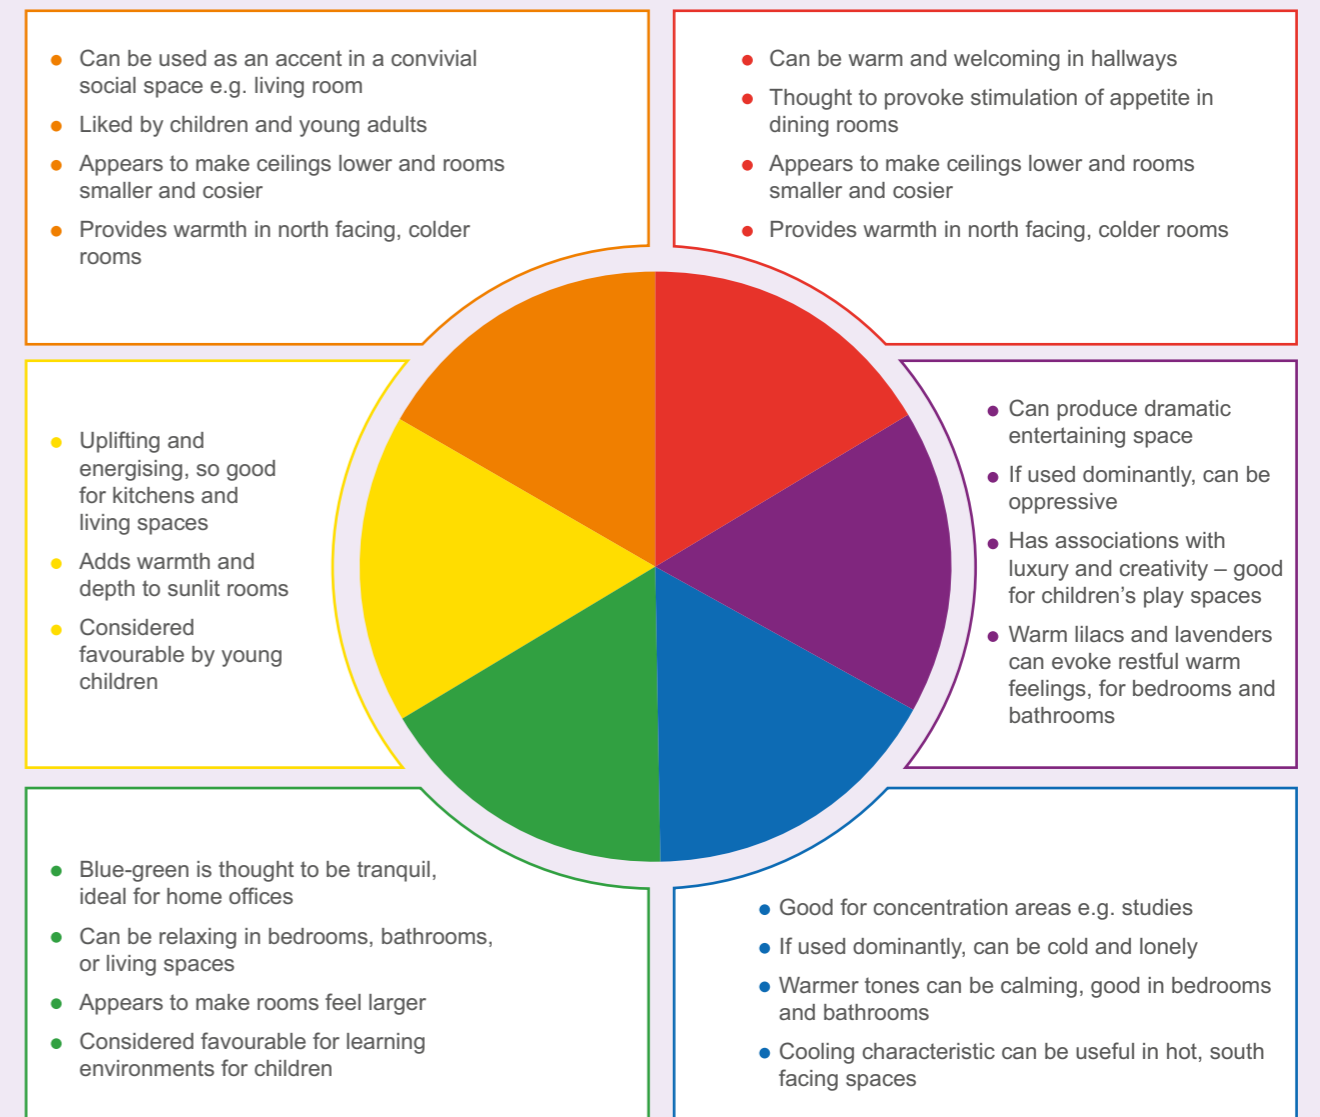 Can be used as an accent in a convivial
social space e.g. living room
Liked by children and young adults
Appears to make ceilings lower and rooms
smaller and cosier
Provides warmth in north facing, colder
rooms
Can be warm and welcoming in hallways
Thought to provoke stimulation of appetite in
dining rooms
Appears to make ceilings lower and rooms
smaller and cosier
Provides warmth in north facing, colder rooms
Uplifting and
energising, so good
for kitchens and
living spaces
Adds warmth and
depth to sunlit rooms
Considered
favourable by young
children
Can produce dramatic
entertaining space
If used dominantly, can be
oppressive
Has associations with
luxury and creativity – good
for children’s play spaces
Warm lilacs and lavenders
can evoke restful warm
feelings, for bedrooms and
bathrooms
Blue-green is thought to be tranquil,
ideal for home offices
Can be relaxing in bedrooms, bathrooms,
or living spaces
Appears to make rooms feel larger
Considered favourable for learning
environments for children
Good for concentration areas e.g. studies
If used dominantly, can be cold and lonely
Warmer tones can be calming, good in bedrooms
and bathrooms
Cooling characteristic can be useful in hot, south
facing spaces